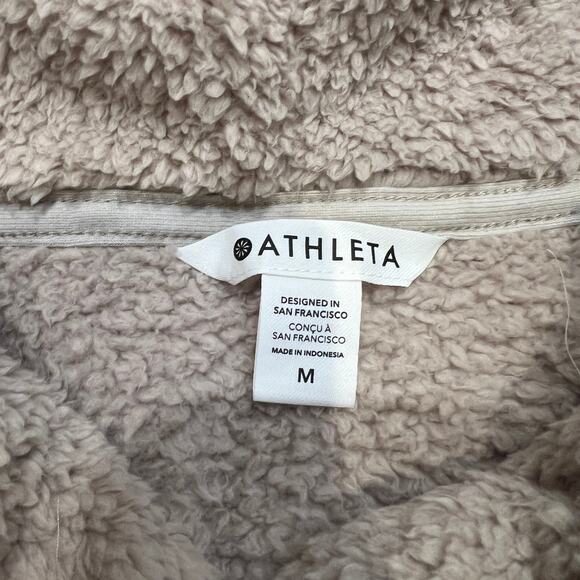 ATHLETA
DESIGNED IN
SAN FRANCISCO
CONÇU À
SAN FRANCISCO
MADE IN INDONESIA
M